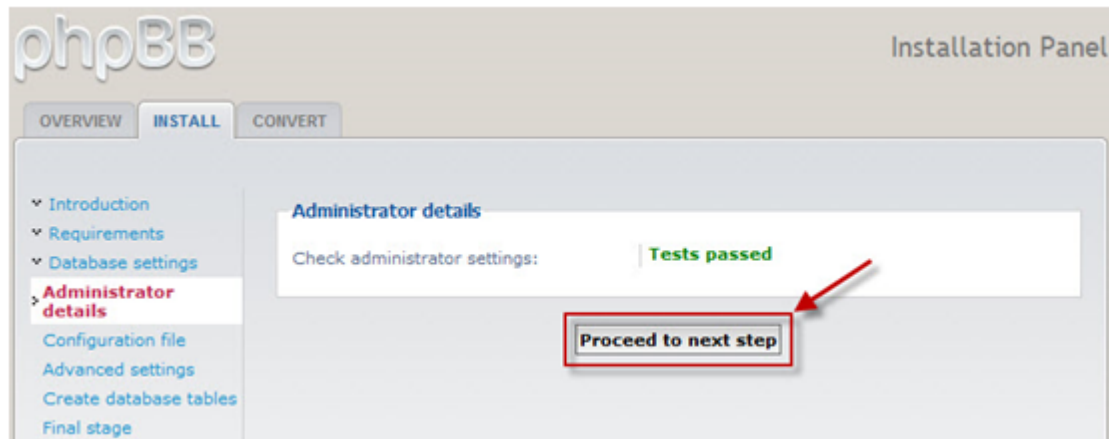 phpBB
Installation Panel
OVERVIEW INSTALL CONVERT
Introduction
Requirements
Database settings
Administrator
details
Configuration file
Advanced settings
Create database tables
Final stage
Administrator details
Check administrator settings: Tests passed
Proceed to next step